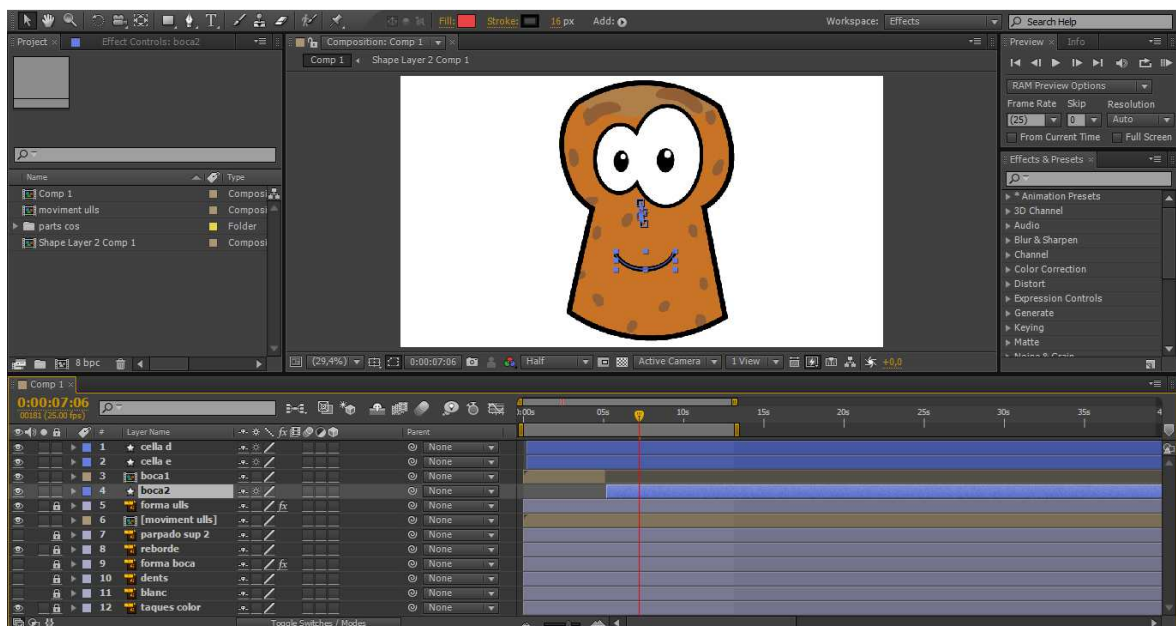 Fill: Stroke: 16 px Add: Workspace: Effects Search Help
Project × Effect Controls: boca2 Composition: Comp 1 × Preview × Info
Comp 1 Shape Layer 2 Comp 1
RAM Preview Options
Frame Rate Skip Resolution
(25) 0 Auto
From Current Time Full Screen
Effects & Presets ×
Name Type
Comp 1 Composi
moviment ulls Composi
parts cos Folder
Shape Layer 2 Comp 1 Composi
* Animation Presets
3D Channel
Audio
Blur & Sharpen
Channel
Color Correction
Distort
Expression Controls
Generate
Keying
Matte
Noise & Grain
8 bpc (29,4%) 0:00:07:06 Half Active Camera 1 View +0,0
Comp 1 ×
0:00:07:06
00181 (25.00 fps)
0:00s 05s 10s 15s 20s 25s 30s 35s 4
# Layer Name Parent
1 cella d None
2 cella e None
3 boca1 None
4 boca2 None
5 forma ulls None
6 [moviment ulls] None
7 parpado sup 2 None
8 reborde None
9 forma boca None
10 dents None
11 blanc None
12 taques color None
Toggle Switches / Modes